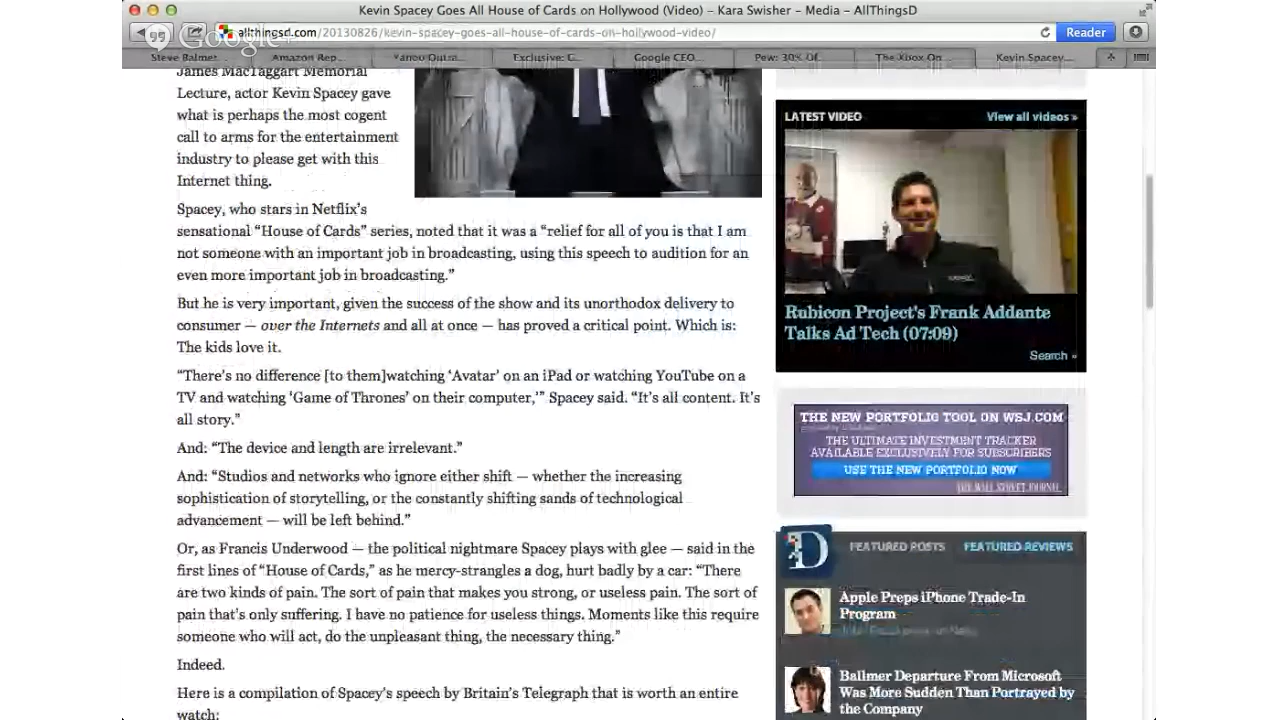 Kevin Spacey Goes All House of Cards on Hollywood (Video) – Kara Swisher – Media – AllThingsD
Google+
allthingsd.com/20130826/kevin-spacey-goes-all-house-of-cards-on-hollywood-video/
Reader
Steve Balmer...
Amazon Rep...
Yahoo Outra...
Exclusive: G...
Google CEO...
Pew: 30% Of...
The Xbox On...
Kevin Spacey...
James MacTaggart Memorial
Lecture, actor Kevin Spacey gave
what is perhaps the most cogent
call to arms for the entertainment
industry to please get with this
Internet thing.
Spacey, who stars in Netflix's
sensational “House of Cards” series, noted that it was a “relief for all of you is that I am
not someone with an important job in broadcasting, using this speech to audition for an
even more important job in broadcasting.”
But he is very important, given the success of the show and its unorthodox delivery to
consumer — over the Internets and all at once — has proved a critical point. Which is:
The kids love it.
“There's no difference [to them]watching ‘Avatar’ on an iPad or watching YouTube on a
TV and watching ‘Game of Thrones’ on their computer,’” Spacey said. “It's all content. It's
all story.”
And: “The device and length are irrelevant.”
And: “Studios and networks who ignore either shift — whether the increasing
sophistication of storytelling, or the constantly shifting sands of technological
advancement — will be left behind.”
Or, as Francis Underwood — the political nightmare Spacey plays with glee — said in the
first lines of “House of Cards,” as he mercy-strangles a dog, hurt badly by a car: “There
are two kinds of pain. The sort of pain that makes you strong, or useless pain. The sort of
pain that's only suffering. I have no patience for useless things. Moments like this require
someone who will act, do the unpleasant thing, the necessary thing.”
Indeed.
Here is a compilation of Spacey's speech by Britain's Telegraph that is worth an entire
watch:
LATEST VIDEO
View all videos »
Rubicon Project's Frank Addante
Talks Ad Tech (07:09)
Search »
THE NEW PORTFOLIO TOOL ON WSJ.COM
THE ULTIMATE INVESTMENT TRACKER
AVAILABLE EXCLUSIVELY FOR SUBSCRIBERS
USE THE NEW PORTFOLIO NOW
THE WALL STREET JOURNAL
D
FEATURED POSTS
FEATURED REVIEWS
Apple Preps iPhone Trade-In
Program
Ballmer Departure From Microsoft
Was More Sudden Than Portrayed by
the Company